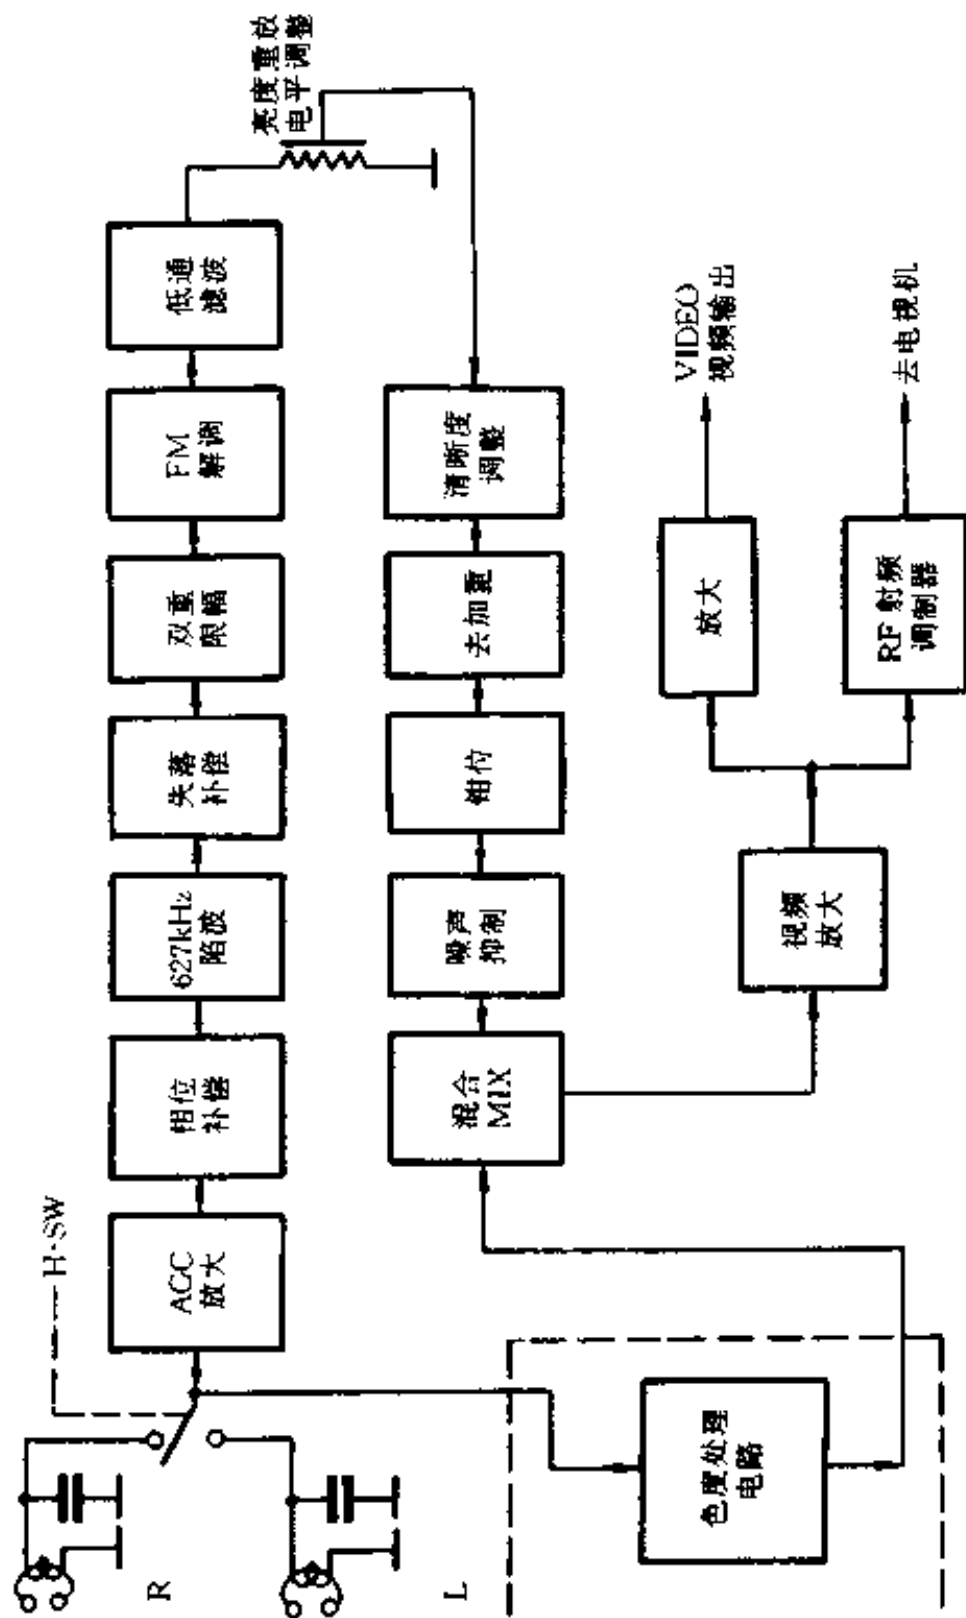 R
L
H·SW
AGC
放大
相位
补偿
627kHz
陷波
失落
补偿
双重
限幅
FM
解调
低通
滤波
亮度重放
电平调整
清晰度
调整
去加重
钳位
噪声
抑制
混合
MIX
色度处理
电路
视频
放大
放大
VIDEO
视频输出
RF射频
调制器
去电视机